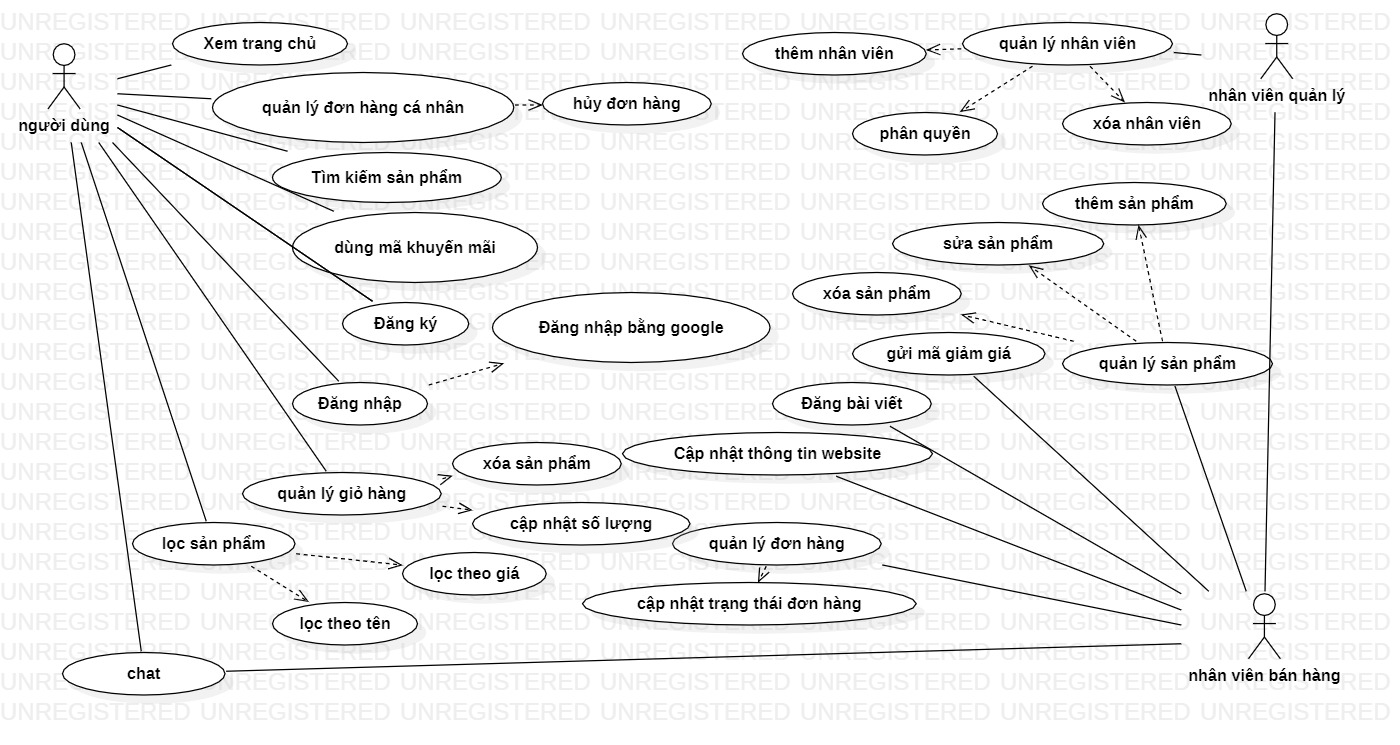 Xem trang chủ
người dùng
quản lý đơn hàng cá nhân
hủy đơn hàng
Tìm kiếm sản phẩm
dùng mã khuyến mãi
Đăng ký
Đăng nhập bằng google
Đăng nhập
quản lý giỏ hàng
xóa sản phẩm
cập nhật số lượng
lọc sản phẩm
lọc theo giá
lọc theo tên
chat
thêm nhân viên
quản lý nhân viên
nhân viên quản lý
phân quyền
xóa nhân viên
thêm sản phẩm
sửa sản phẩm
xóa sản phẩm
gửi mã giảm giá
quản lý sản phẩm
Đăng bài viết
Cập nhật thông tin website
quản lý đơn hàng
cập nhật trạng thái đơn hàng
nhân viên bán hàng
UNREGISTERED